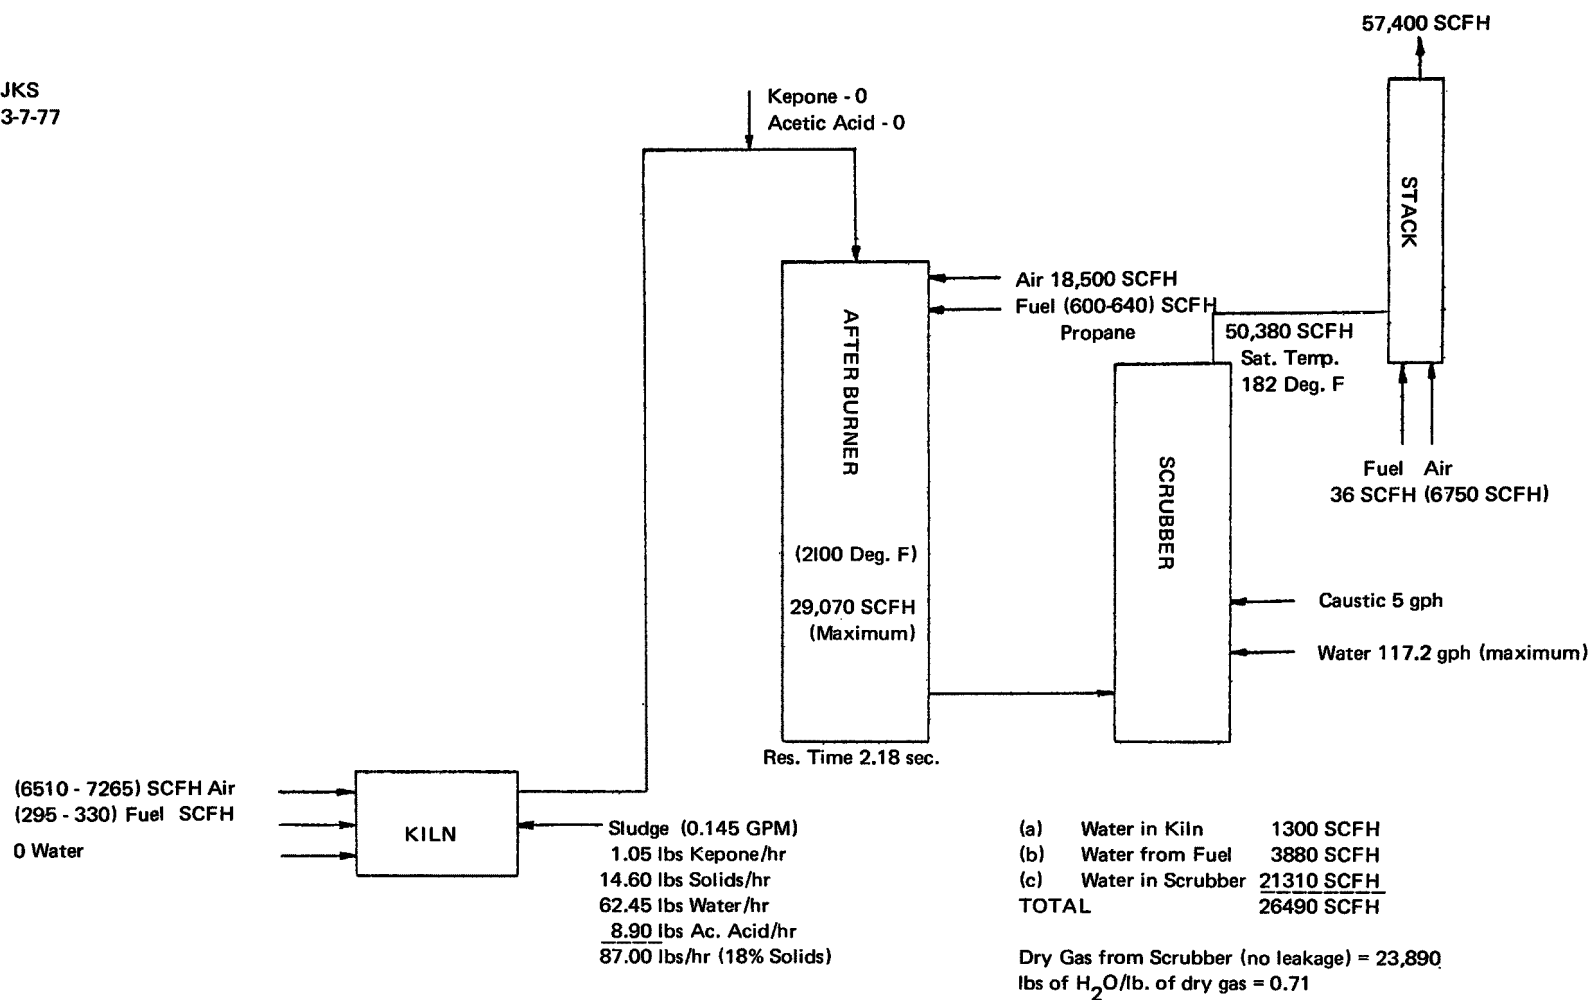 57,400 SCFH
JKS
3-7-77
Kepone - 0
Acetic Acid - 0
STACK
Air 18,500 SCFH
Fuel (600-640) SCFH
Propane
AFTERBURNER
50,380 SCFH
Sat. Temp.
182 Deg. F
SCRUBBER
Fuel Air
36 SCFH (6750 SCFH)
(2100 Deg. F)
29,070 SCFH
(Maximum)
Caustic 5 gph
Water 117.2 gph (maximum)
Res. Time 2.18 sec.
(6510 - 7265) SCFH Air
(295 - 330) Fuel SCFH
0 Water
KILN
Sludge (0.145 GPM)
1.05 lbs Kepone/hr
14.60 lbs Solids/hr
62.45 lbs Water/hr
8.90 lbs Ac. Acid/hr
87.00 lbs/hr (18% Solids)
(a) Water in Kiln 1300 SCFH
(b) Water from Fuel 3880 SCFH
(c) Water in Scrubber 21310 SCFH
TOTAL 26490 SCFH
Dry Gas from Scrubber (no leakage) = 23,890
lbs of H2O/lb. of dry gas = 0.71